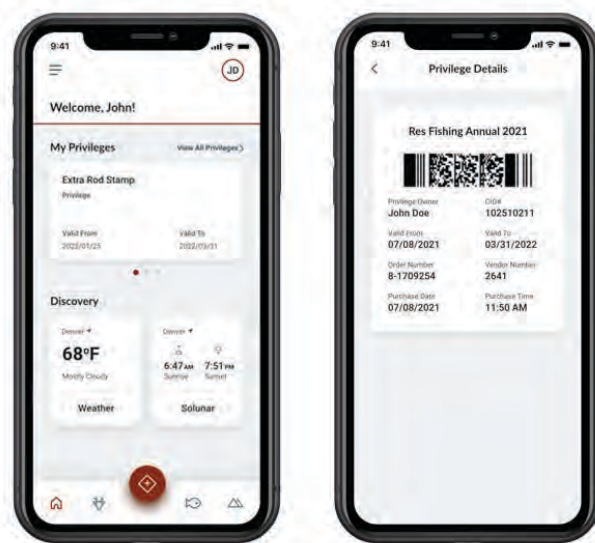 9:41
JD
Welcome, John!
My Privileges
View All Privileges
Extra Rod Stamp
Privilege
Valid From
Valid To
2022/01/25
2022/03/31
Discovery
Denver
68°F
Mostly Cloudy
Weather
Denver
6:47 AM
7:51 PM
Sunrise
Sunset
Solunar
9:41
Privilege Details
Res Fishing Annual 2021
Privilege Owner
CID#
John Doe
102510211
Valid From
Valid To
07/08/2021
03/31/2022
Order Number
Vendor Number
8-1709254
2641
Purchase Date
Purchase Time
07/08/2021
11:50 AM